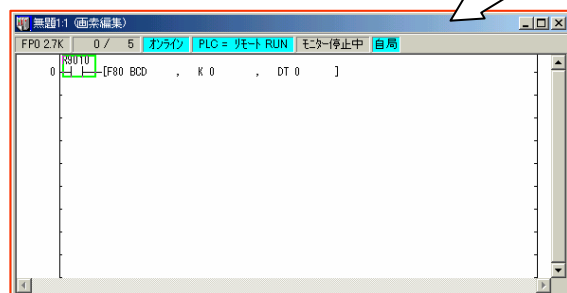 無題1:1 (画素編集)
FP0 2.7K 0 / 5 オンライン PLC = リモート RUN モニター停止中 自局
R9010
0 [F80 BCD , K 0 , DT 0 ]